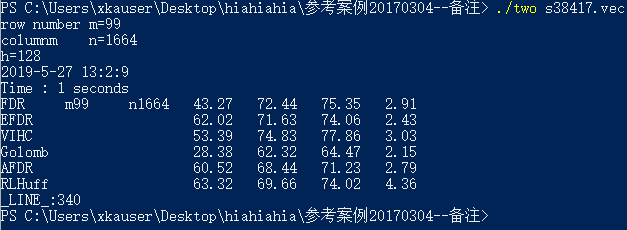 PS C:\Users\xkauser\Desktop\hiahiahia\参考案例20170304--备注> ./two s38417.vec
row number m=99
columnm    n=1664
h=128
2019-5-27 13:2:9
Time : 1 seconds
FDR     m99     n1664   43.27   72.44   75.35   2.91
EFDR                    62.02   71.63   74.06   2.43
VIHC                    53.39   74.83   77.86   3.03
Golomb                  28.38   62.32   64.47   2.15
AFDR                    60.52   68.44   71.23   2.79
RLHuff                  63.32   69.66   74.02   4.36
_LINE_:340
PS C:\Users\xkauser\Desktop\hiahiahia\参考案例20170304--备注>